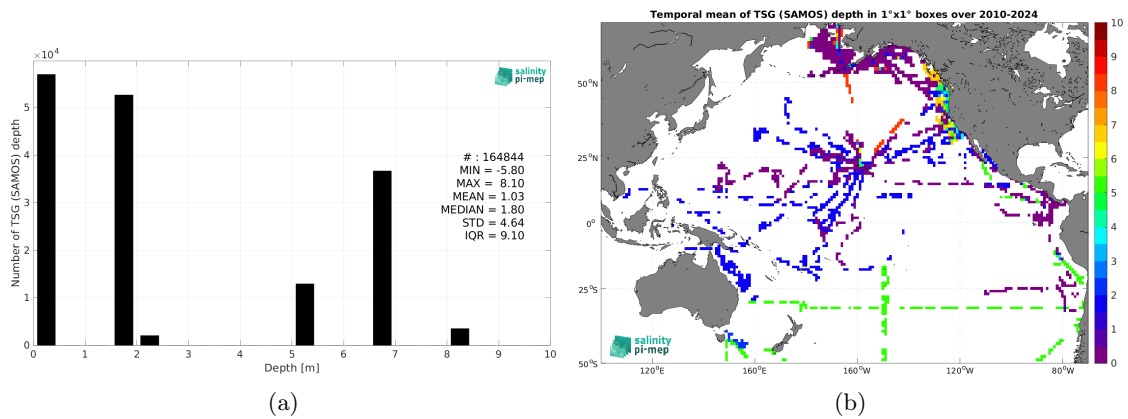 ×10⁴
5
4
3
2
1
0
Number of TSG (SAMOS) depth
salinity
pi-mep
# : 164844
MIN = -5.80
MAX = 8.10
MEAN = 1.03
MEDIAN = 1.80
STD = 4.64
IQR = 9.10
0 1 2 3 4 5 6 7 8 9 10
Depth [m]
(a)
Temporal mean of TSG (SAMOS) depth in 1°x1° boxes over 2010-2024
50°N
25°N
0°
25°S
50°S
120°E
160°E
160°W
120°W
80°W
salinity
pi-mep
10
9
8
7
6
5
4
3
2
1
0
(b)